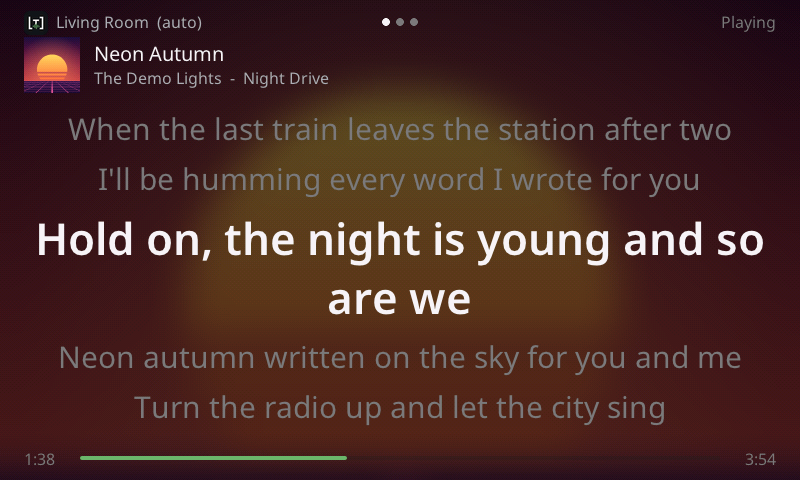 [T] Living Room (auto)
Playing
Neon Autumn
The Demo Lights - Night Drive
When the last train leaves the station after two
I'll be humming every word I wrote for you
Hold on, the night is young and so
are we
Neon autumn written on the sky for you and me
Turn the radio up and let the city sing
1:38
3:54